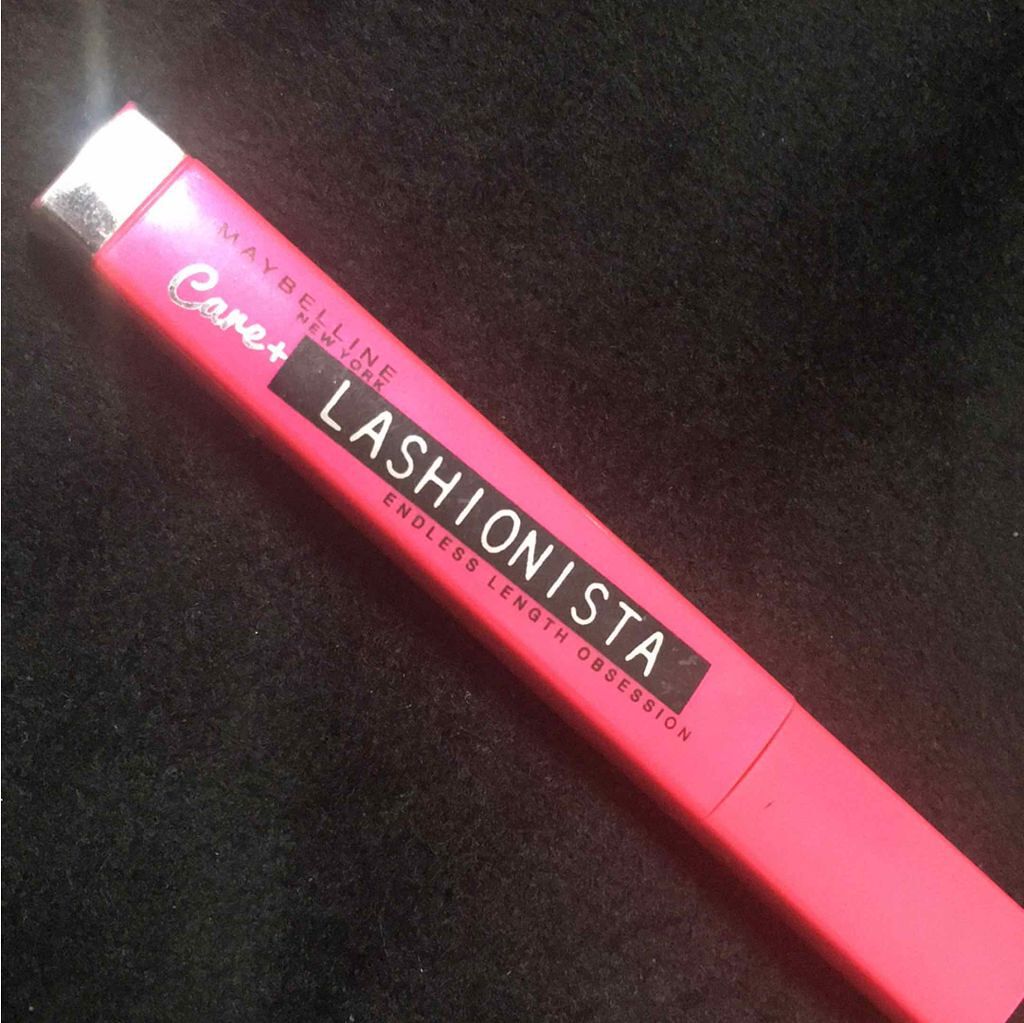 MAYBELLINE
NEW YORK
Care+
LASHIONISTA
ENDLESS LENGTH OBSESSION